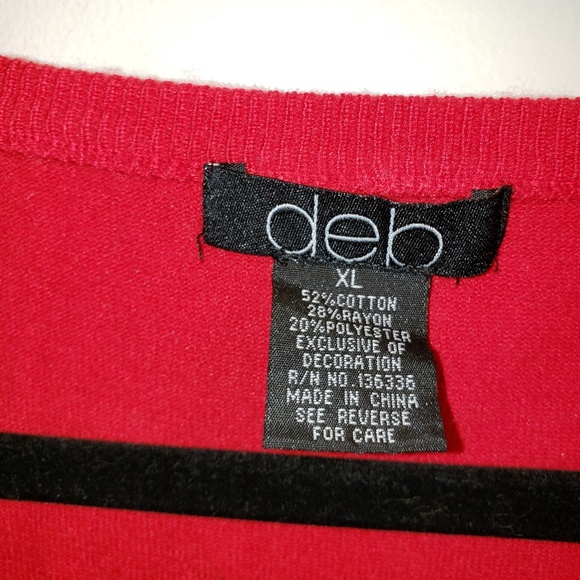 deb
XL
52%COTTON
28%RAYON
20%POLYESTER
EXCLUSIVE OF
DECORATION
R/N NO.136336
MADE IN CHINA
SEE REVERSE
FOR CARE